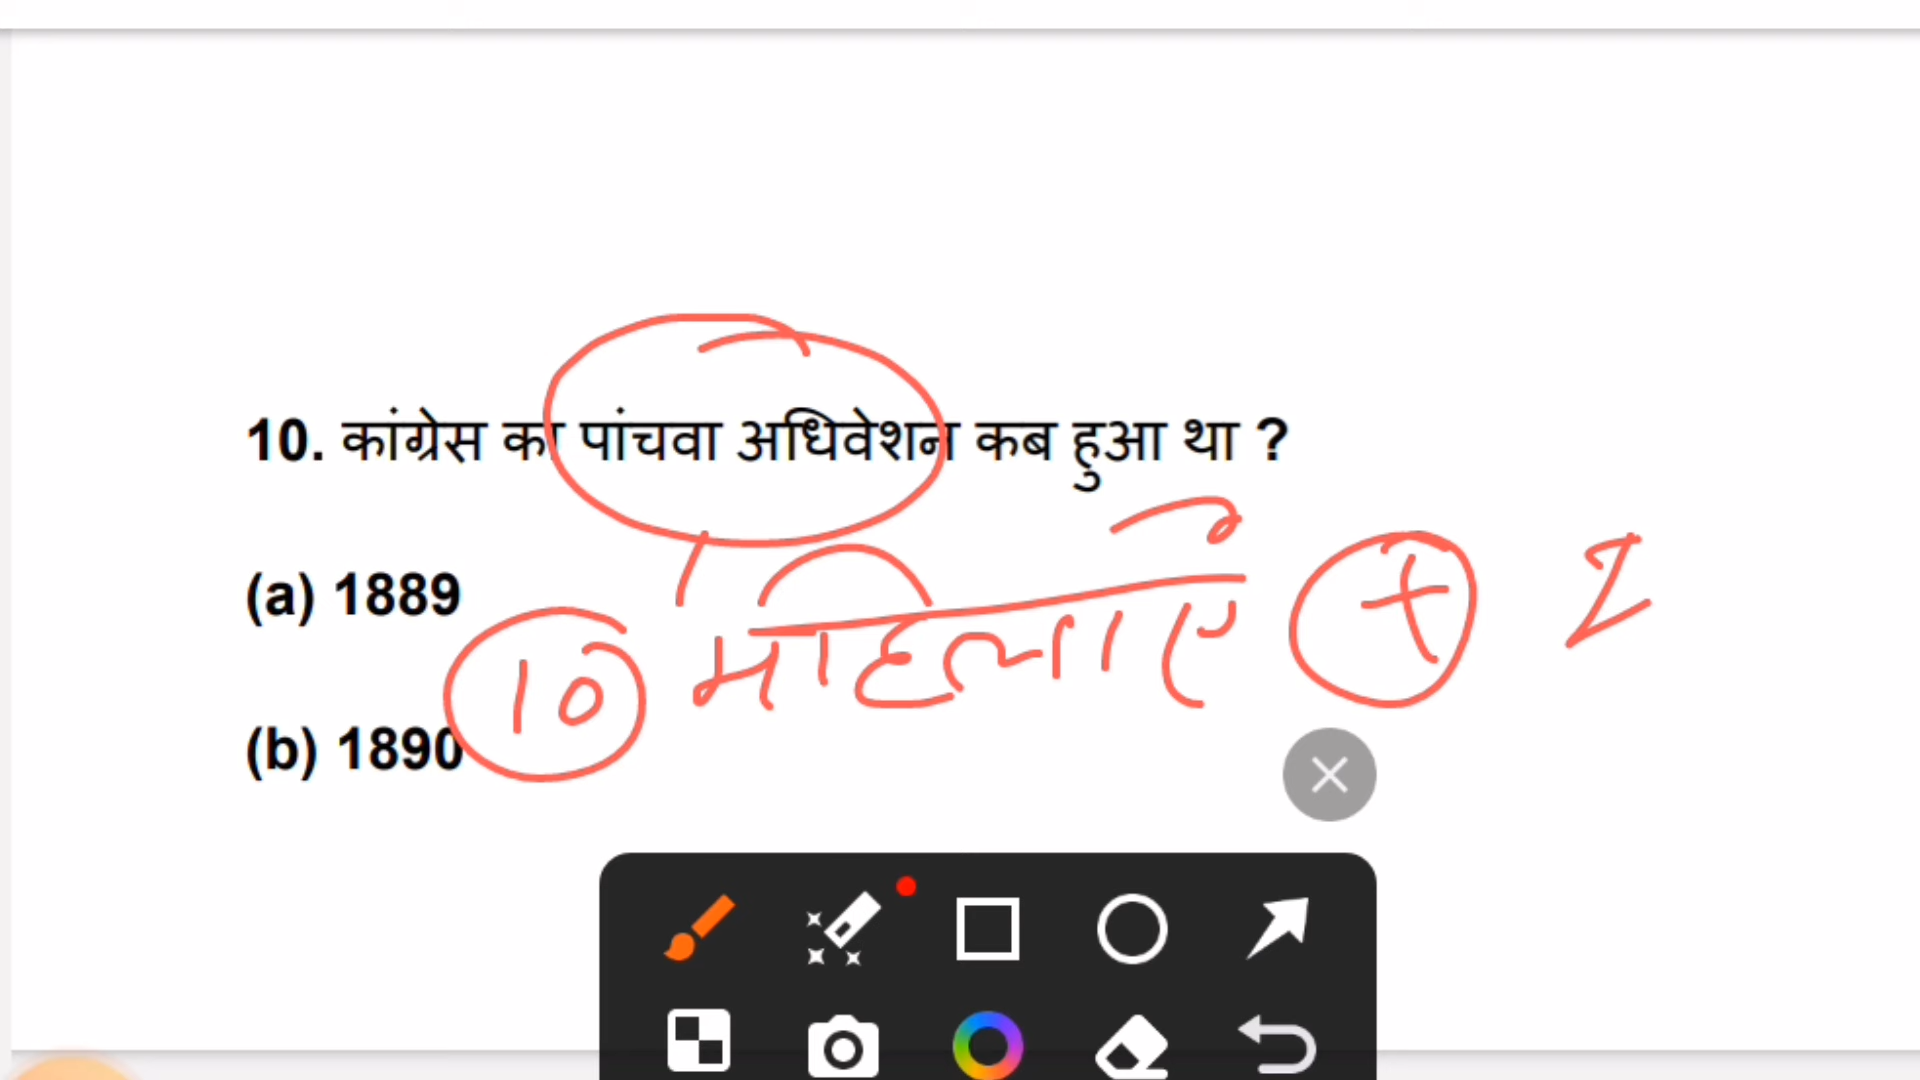 10. कांग्रेस का पांचवा अधिवेशन कब हुआ था ?
(a) 1889
10 महिलाएं +
(b) 1890